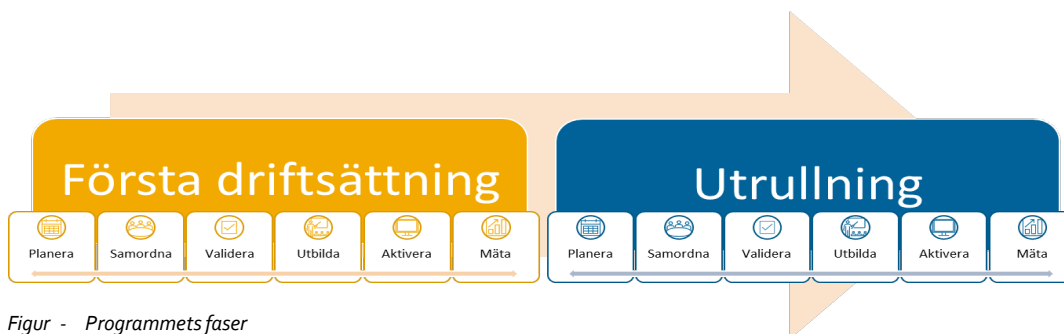 Första driftsättning
Planera Samordna Validera Utbilda Aktivera Mäta
Utrullning
Planera Samordna Validera Utbilda Aktivera Mäta
Figur - Programmets faser